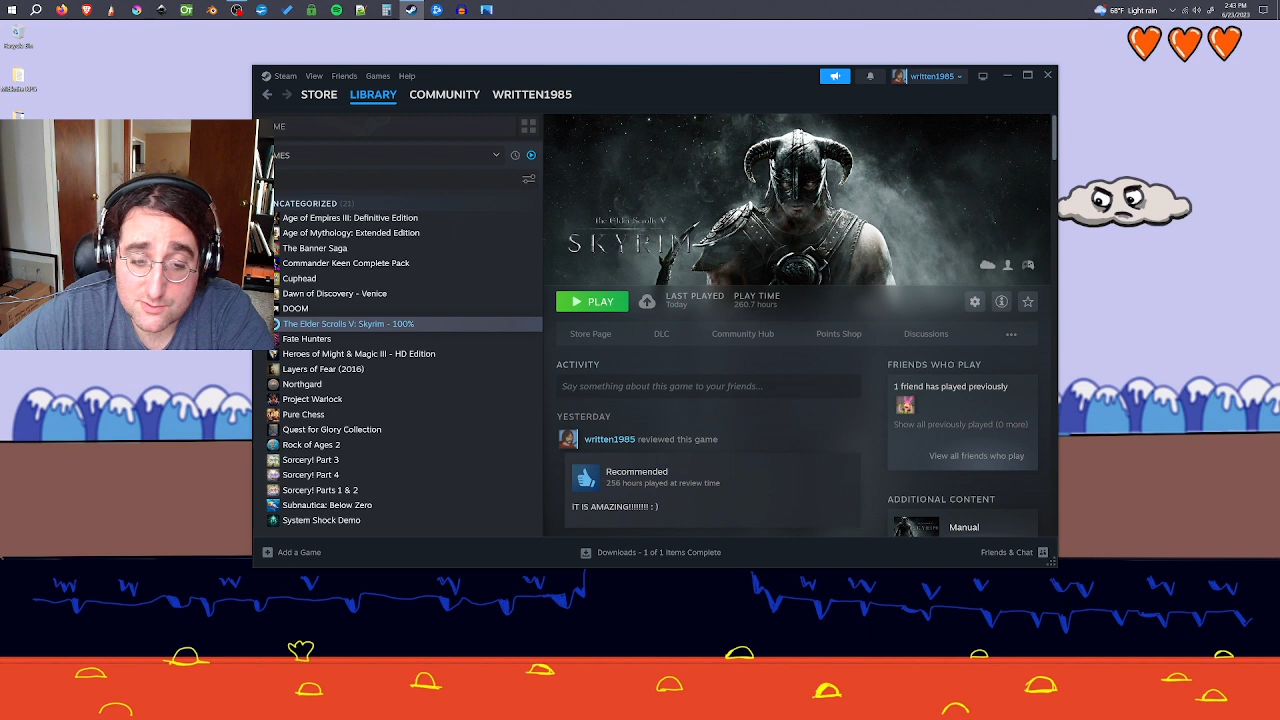 68°F Light rain
2:43 PM
6/23/2023
Recycle Bin
Steam View Friends Games Help
written1985
STORE LIBRARY COMMUNITY WRITTEN1985
ME
MES
NCATEGORIZED (21)
Age of Empires III: Definitive Edition
Age of Mythology: Extended Edition
The Banner Saga
Commander Keen Complete Pack
Cuphead
Dawn of Discovery - Venice
DOOM
The Elder Scrolls V: Skyrim - 100%
Fate Hunters
Heroes of Might & Magic III - HD Edition
Layers of Fear (2016)
Northgard
Project Warlock
Pure Chess
Quest for Glory Collection
Rock of Ages 2
Sorcery! Part 3
Sorcery! Part 4
Sorcery! Parts 1 & 2
Subnautica: Below Zero
System Shock Demo
the Elder Scrolls V
SKYRIM
PLAY
LAST PLAYED
Today
PLAY TIME
260.7 hours
Store Page DLC Community Hub Points Shop Discussions
ACTIVITY
Say something about this game to your friends...
YESTERDAY
written1985 reviewed this game
Recommended
256 hours played at review time
IT IS AMAZING!!!!!!!! : )
FRIENDS WHO PLAY
1 friend has played previously
Show all previously played (0 more)
View all friends who play
ADDITIONAL CONTENT
Manual
Add a Game
Downloads - 1 of 1 Items Complete
Friends & Chat